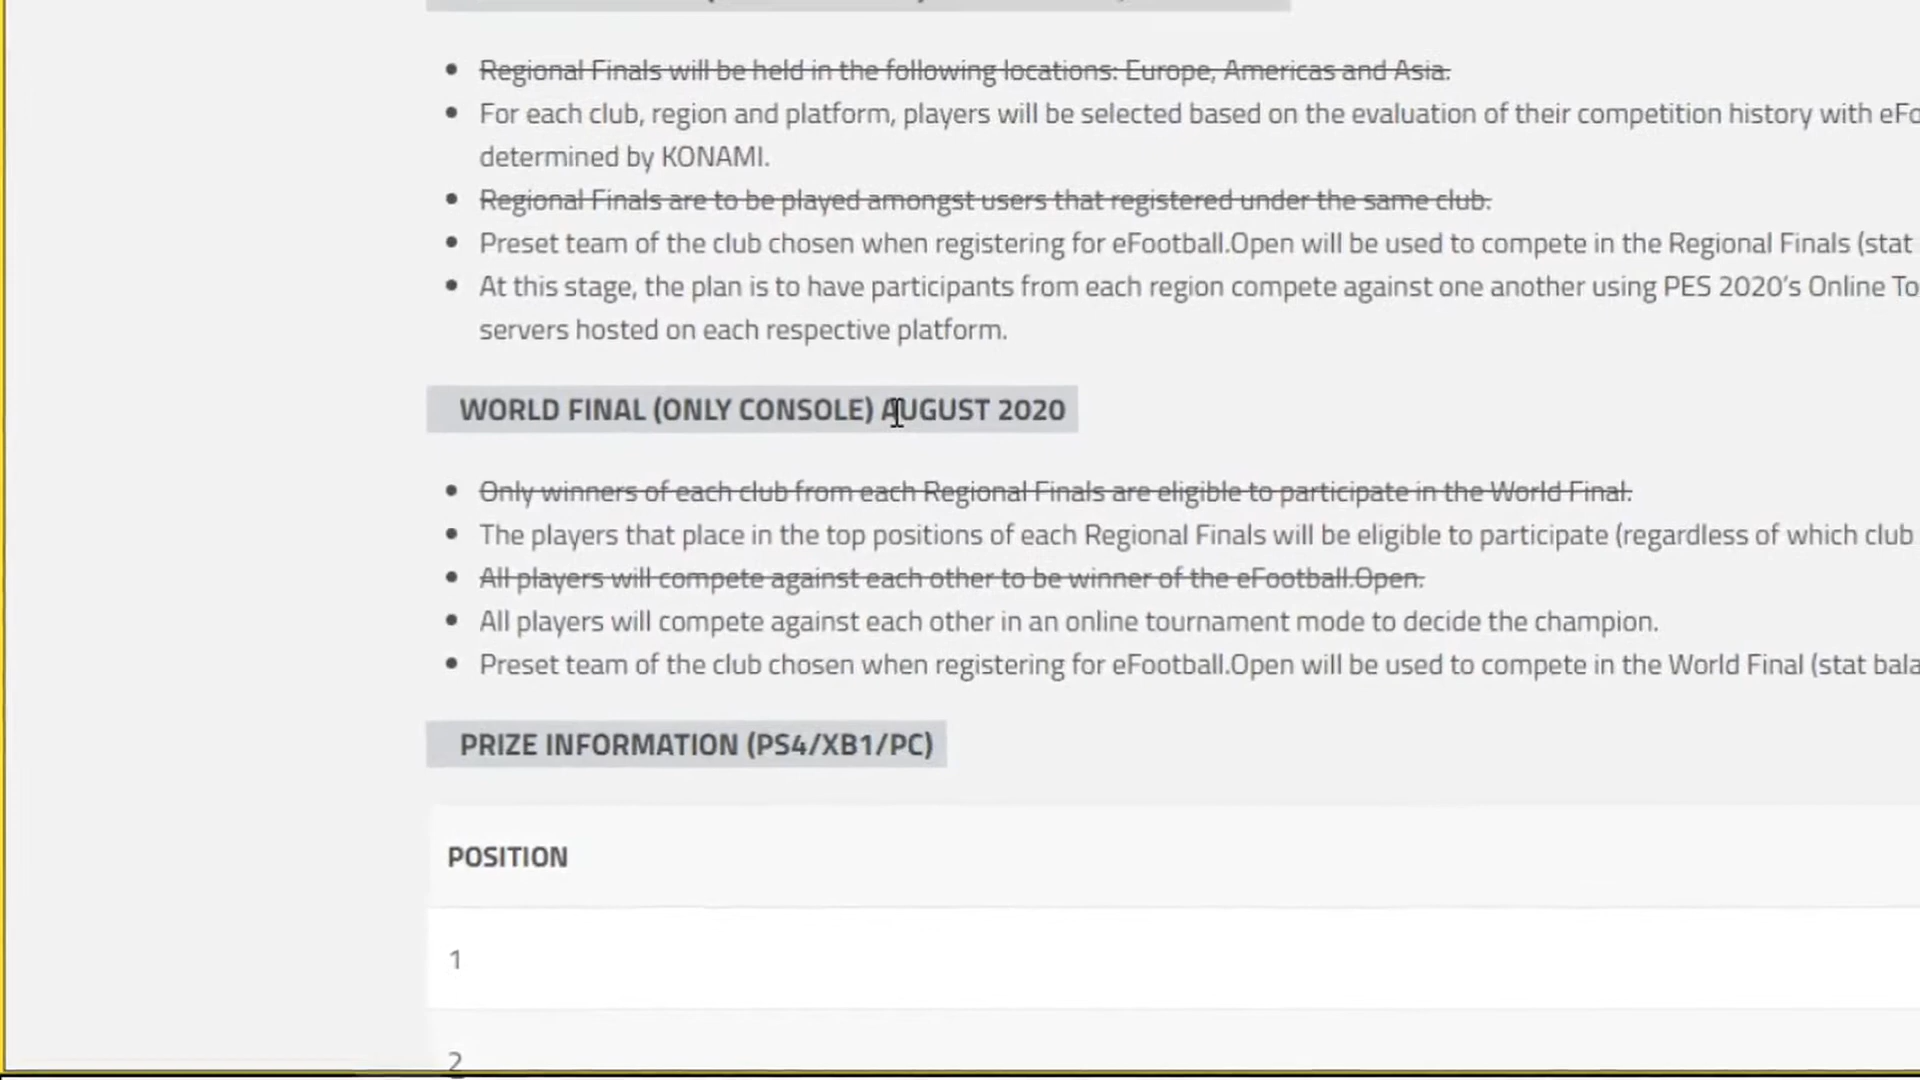 Regional Finals will be held in the following locations: Europe, Americas and Asia.
For each club, region and platform, players will be selected based on the evaluation of their competition history with eFo
determined by KONAMI.
Regional Finals are to be played amongst users that registered under the same club.
Preset team of the club chosen when registering for eFootball.Open will be used to compete in the Regional Finals (stat
At this stage, the plan is to have participants from each region compete against one another using PES 2020's Online To
servers hosted on each respective platform.
WORLD FINAL (ONLY CONSOLE) AUGUST 2020
Only winners of each club from each Regional Finals are eligible to participate in the World Final.
The players that place in the top positions of each Regional Finals will be eligible to participate (regardless of which club
All players will compete against each other to be winner of the eFootball.Open.
All players will compete against each other in an online tournament mode to decide the champion.
Preset team of the club chosen when registering for eFootball.Open will be used to compete in the World Final (stat bala
PRIZE INFORMATION (PS4/XB1/PC)
POSITION
1
2